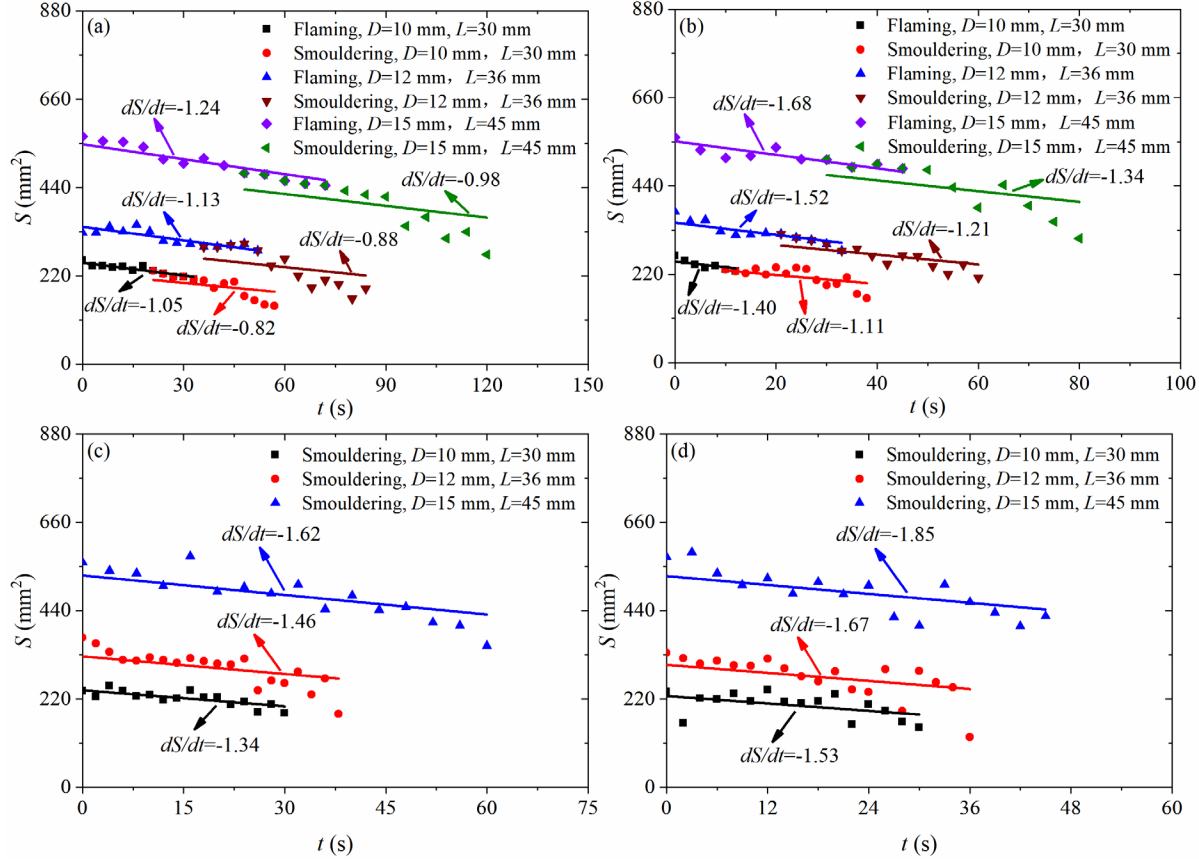 (a)
Flaming, D=10 mm, L=30 mm
Smouldering, D=10 mm，L=30 mm
Flaming, D=12 mm，L=36 mm
Smouldering, D=12 mm，L=36 mm
Flaming, D=15 mm，L=45 mm
Smouldering, D=15 mm，L=45 mm
dS/dt=-1.24
dS/dt=-0.98
dS/dt=-1.13
dS/dt=-0.88
dS/dt=-1.05
dS/dt=-0.82
880
660
440
220
0
S (mm²)
0 30 60 90 120 150
t (s)
(b)
Flaming, D=10 mm, L=30 mm
Smouldering, D=10 mm，L=30 mm
Flaming, D=12 mm，L=36 mm
Smouldering, D=12 mm，L=36 mm
Flaming, D=15 mm，L=45 mm
Smouldering, D=15 mm，L=45 mm
dS/dt=-1.68
dS/dt=-1.34
dS/dt=-1.52
dS/dt=-1.21
dS/dt=-1.40
dS/dt=-1.11
880
660
440
220
0
S (mm²)
0 20 40 60 80 100
t (s)
(c)
Smouldering, D=10 mm, L=30 mm
Smouldering, D=12 mm, L=36 mm
Smouldering, D=15 mm, L=45 mm
dS/dt=-1.62
dS/dt=-1.46
dS/dt=-1.34
880
660
440
220
0
S (mm²)
0 15 30 45 60 75
t (s)
(d)
Smouldering, D=10 mm, L=30 mm
Smouldering, D=12 mm, L=36 mm
Smouldering, D=15 mm, L=45 mm
dS/dt=-1.85
dS/dt=-1.67
dS/dt=-1.53
880
660
440
220
0
S (mm²)
0 12 24 36 48 60
t (s)